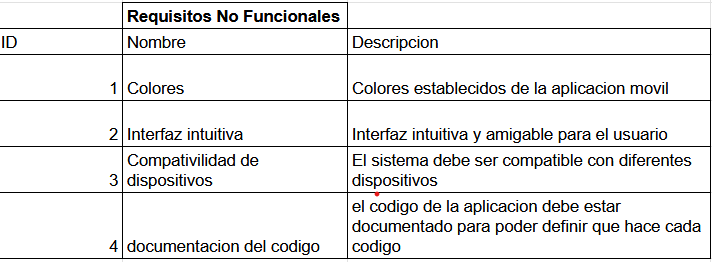 Requisitos No Funcionales
ID Nombre Descripcion
1 Colores Colores establecidos de la aplicacion movil
2 Interfaz intuitiva Interfaz intuitiva y amigable para el usuario
Compativilidad de El sistema debe ser compatible con diferentes
3 dispositivos dispositivos
el codigo de la aplicacion debe estar
documentado para poder definir que hace cada
4 documentacion del codigo codigo